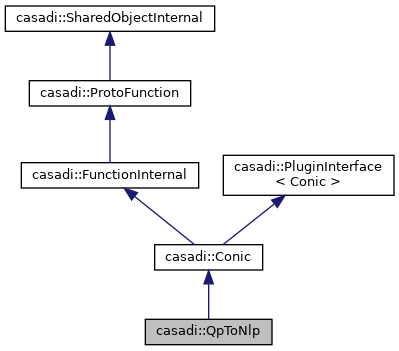 casadi::SharedObjectInternal
casadi::ProtoFunction
casadi::FunctionInternal
casadi::PluginInterface
< Conic >
casadi::Conic
casadi::QpToNlp